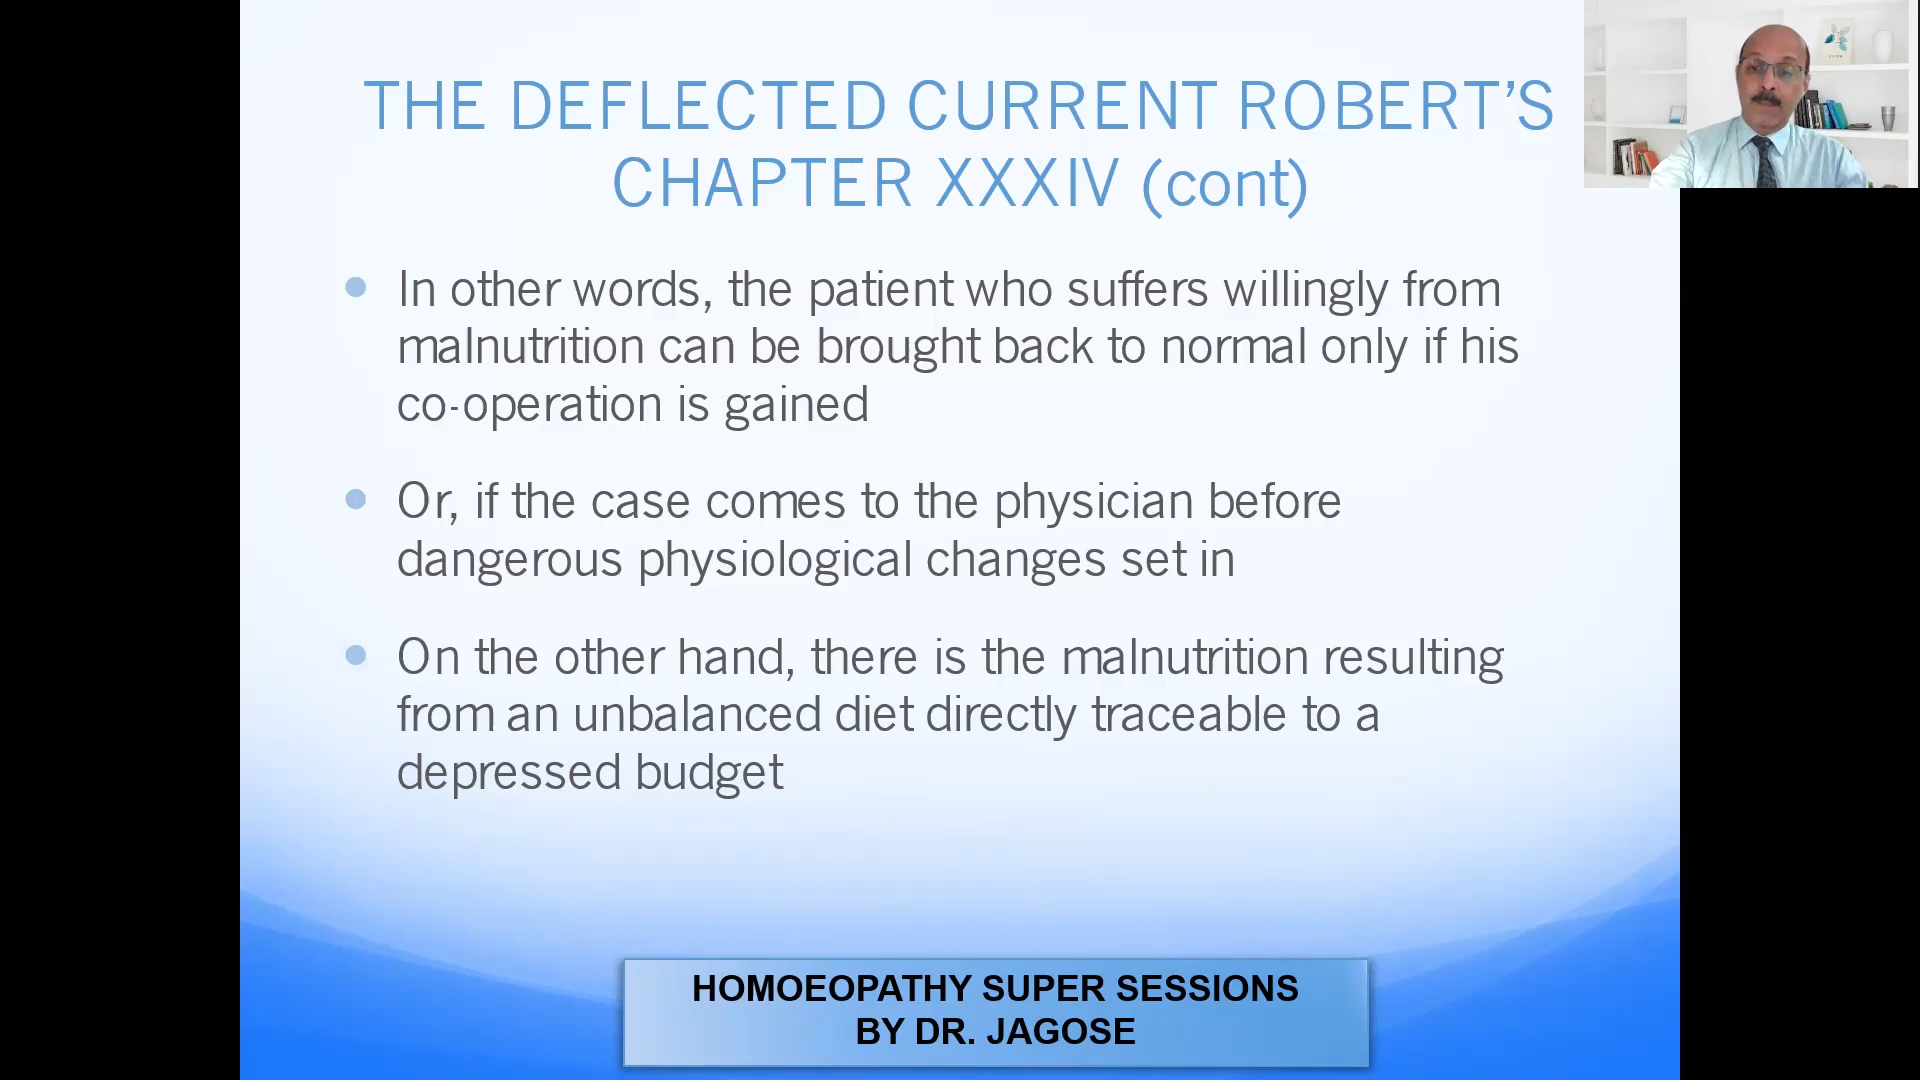 THE DEFLECTED CURRENT ROBERT’S
CHAPTER XXXIV (cont)
In other words, the patient who suffers willingly from
malnutrition can be brought back to normal only if his
co-operation is gained
Or, if the case comes to the physician before
dangerous physiological changes set in
On the other hand, there is the malnutrition resulting
from an unbalanced diet directly traceable to a
depressed budget
HOMOEOPATHY SUPER SESSIONS
BY DR. JAGOSE